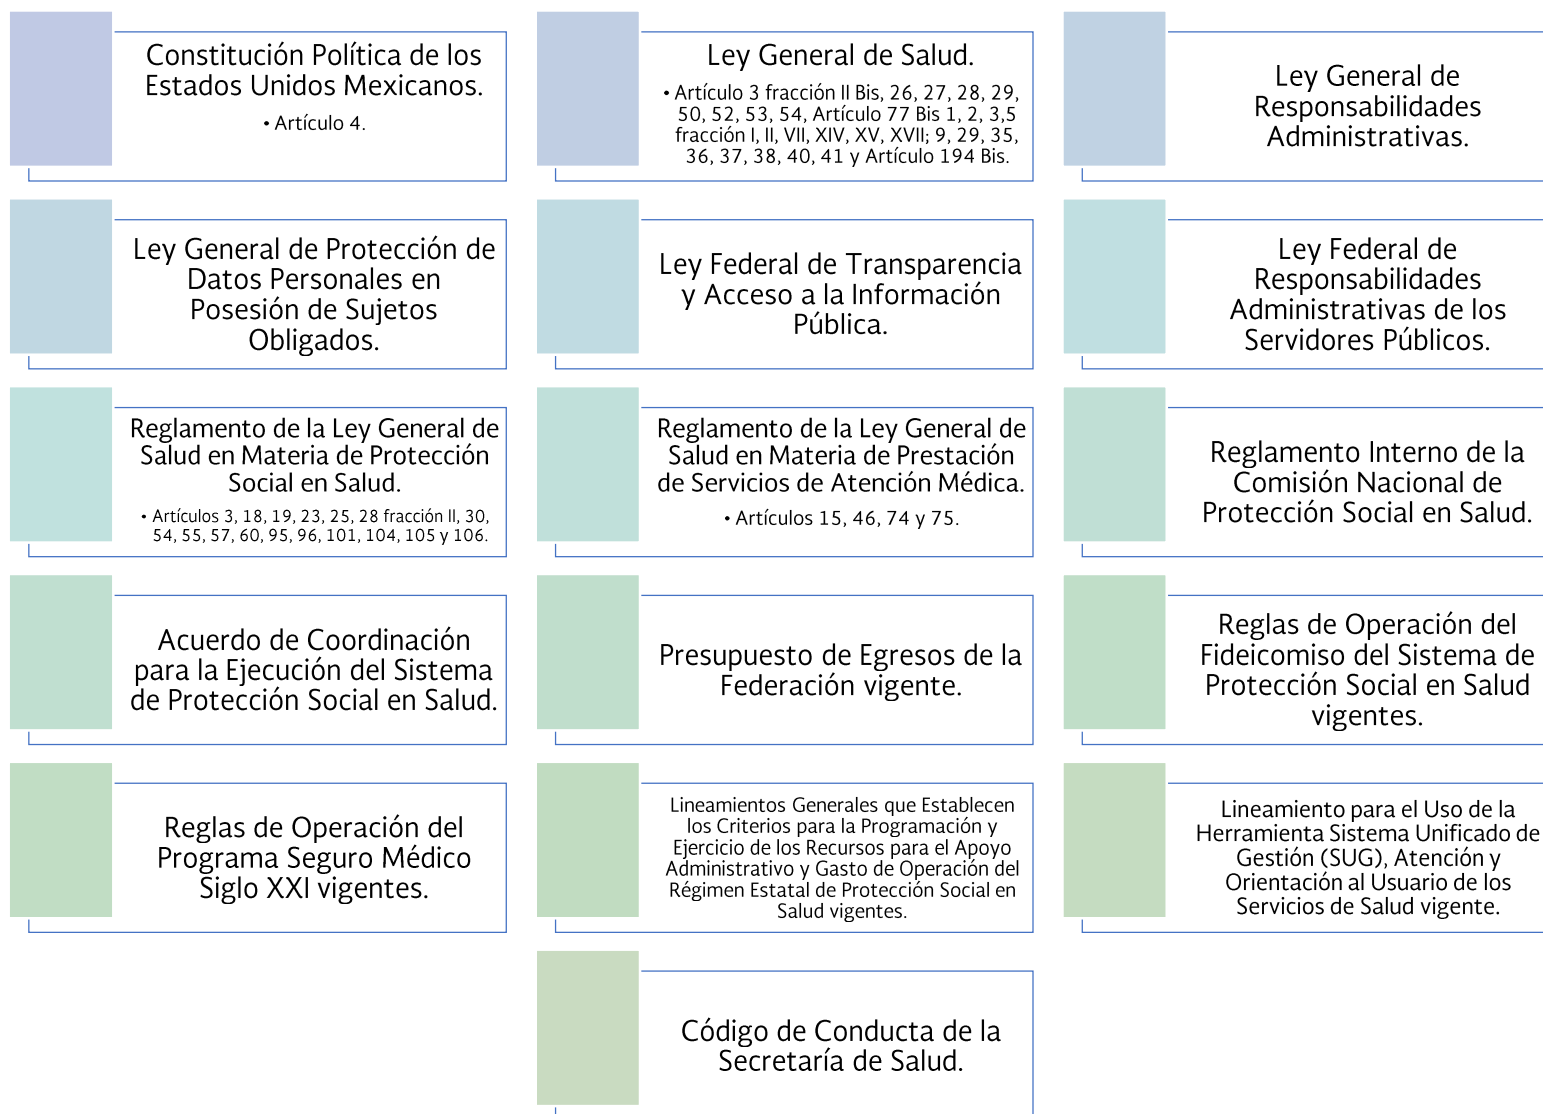 Constitución Política de los
Estados Unidos Mexicanos.
• Artículo 4.
Ley General de Salud.
• Artículo 3 fracción II Bis, 26, 27, 28, 29,
50, 52, 53, 54, Artículo 77 Bis 1, 2, 3,5
fracción I, II, VII, XIV, XV, XVII; 9, 29, 35,
36, 37, 38, 40, 41 y Artículo 194 Bis.
Ley General de
Responsabilidades
Administrativas.
Ley General de Protección de
Datos Personales en
Posesión de Sujetos
Obligados.
Ley Federal de Transparencia
y Acceso a la Información
Pública.
Ley Federal de
Responsabilidades
Administrativas de los
Servidores Públicos.
Reglamento de la Ley General de
Salud en Materia de Protección
Social en Salud.
• Artículos 3, 18, 19, 23, 25, 28 fracción II, 30,
54, 55, 57, 60, 95, 96, 101, 104, 105 y 106.
Reglamento de la Ley General de
Salud en Materia de Prestación
de Servicios de Atención Médica.
• Artículos 15, 46, 74 y 75.
Reglamento Interno de la
Comisión Nacional de
Protección Social en Salud.
Acuerdo de Coordinación
para la Ejecución del Sistema
de Protección Social en Salud.
Presupuesto de Egresos de la
Federación vigente.
Reglas de Operación del
Fideicomiso del Sistema de
Protección Social en Salud
vigentes.
Reglas de Operación del
Programa Seguro Médico
Siglo XXI vigentes.
Lineamientos Generales que Establecen
los Criterios para la Programación y
Ejercicio de los Recursos para el Apoyo
Administrativo y Gasto de Operación del
Régimen Estatal de Protección Social en
Salud vigentes.
Lineamiento para el Uso de la
Herramienta Sistema Unificado de
Gestión (SUG), Atención y
Orientación al Usuario de los
Servicios de Salud vigente.
Código de Conducta de la
Secretaría de Salud.